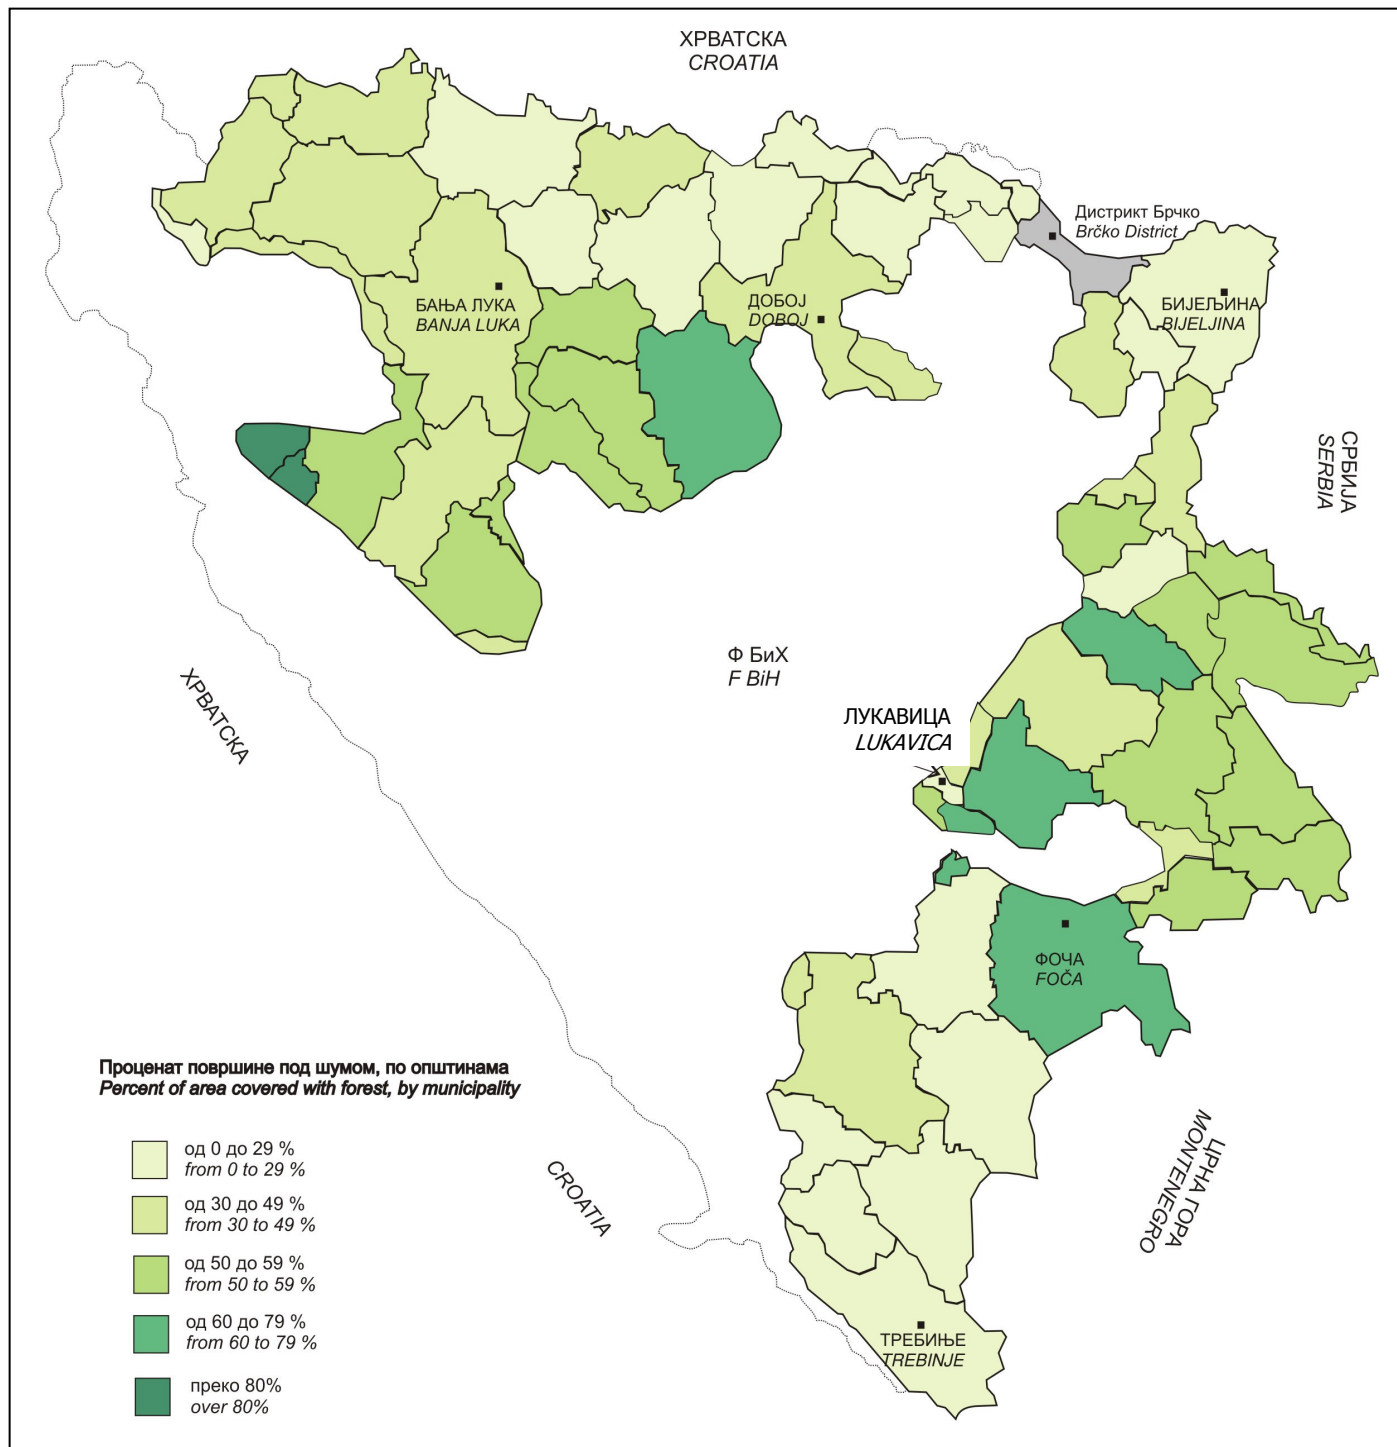 ХРВАТСКА
CROATIA
Дистрикт Брчко
Brčko District
БАЊА ЛУКА
BANJA LUKA
ДОБОЈ
DOBOJ
БИЈЕЉИНА
BIJELJINA
СРБИЈА
SERBIA
Ф БиХ
F BiH
ХРВАТСКА
ЛУКАВИЦА
LUKAVICA
ФОЧА
FOČA
Проценат површине под шумом, по општинама
Percent of area covered with forest, by municipality
од 0 до 29 %
from 0 to 29 %
од 30 до 49 %
from 30 to 49 %
од 50 до 59 %
from 50 to 59 %
од 60 до 79 %
from 60 to 79 %
преко 80%
over 80%
CROATIA
ЦРНА ГОРА
MONTENEGRO
ТРЕБИЊЕ
TREBINJE